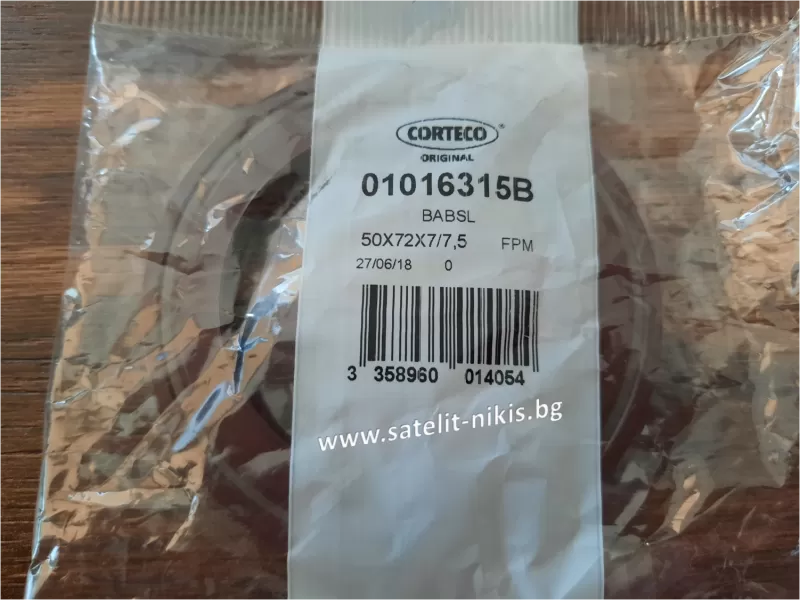 CORTECO®
ORIGINAL
01016315B
BABSL
50X72X7/7,5 FPM
27/06/18 0
3 358960 014054
www.satelit-nikis.bg